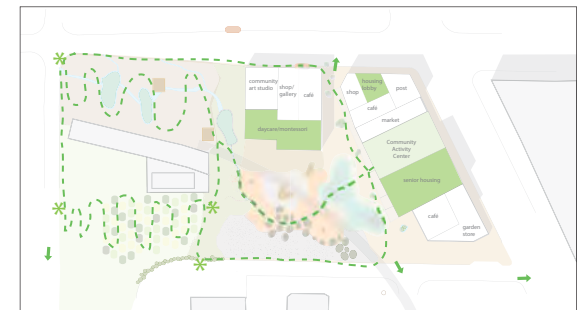 community
art studio
shop/
gallery
café
daycare/montessori
housing
lobby
shop
post
café
market
Community
Activity
Center
senior housing
café
garden
store